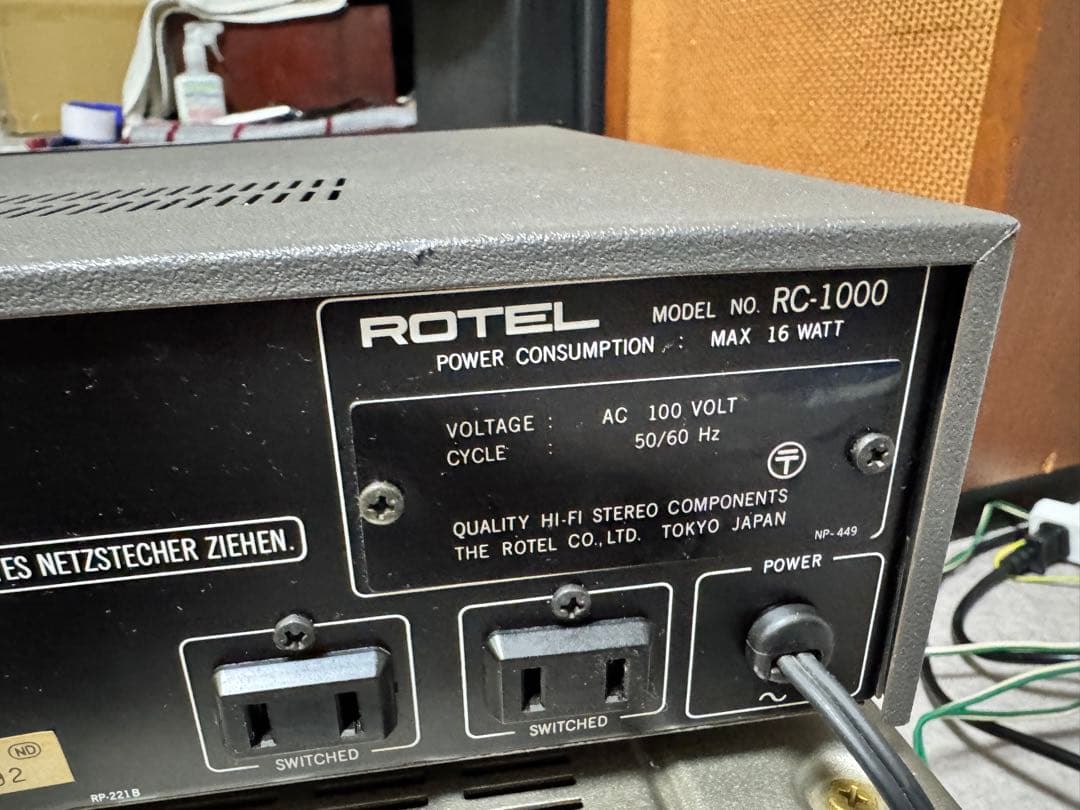 ROTEL MODEL NO. RC-1000
POWER CONSUMPTION : MAX 16 WATT
VOLTAGE : AC 100 VOLT
CYCLE : 50/60 Hz
QUALITY HI-FI STEREO COMPONENTS
THE ROTEL CO., LTD. TOKYO JAPAN
NP-449
NETZSTECHER ZIEHEN.
POWER
~
SWITCHED
SWITCHED
ND
RP-221B